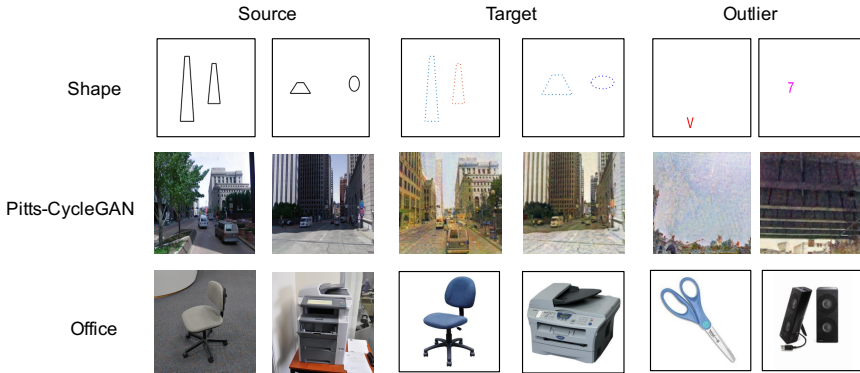 Source Target Outlier
Shape
V
7
Pitts-CycleGAN
Office